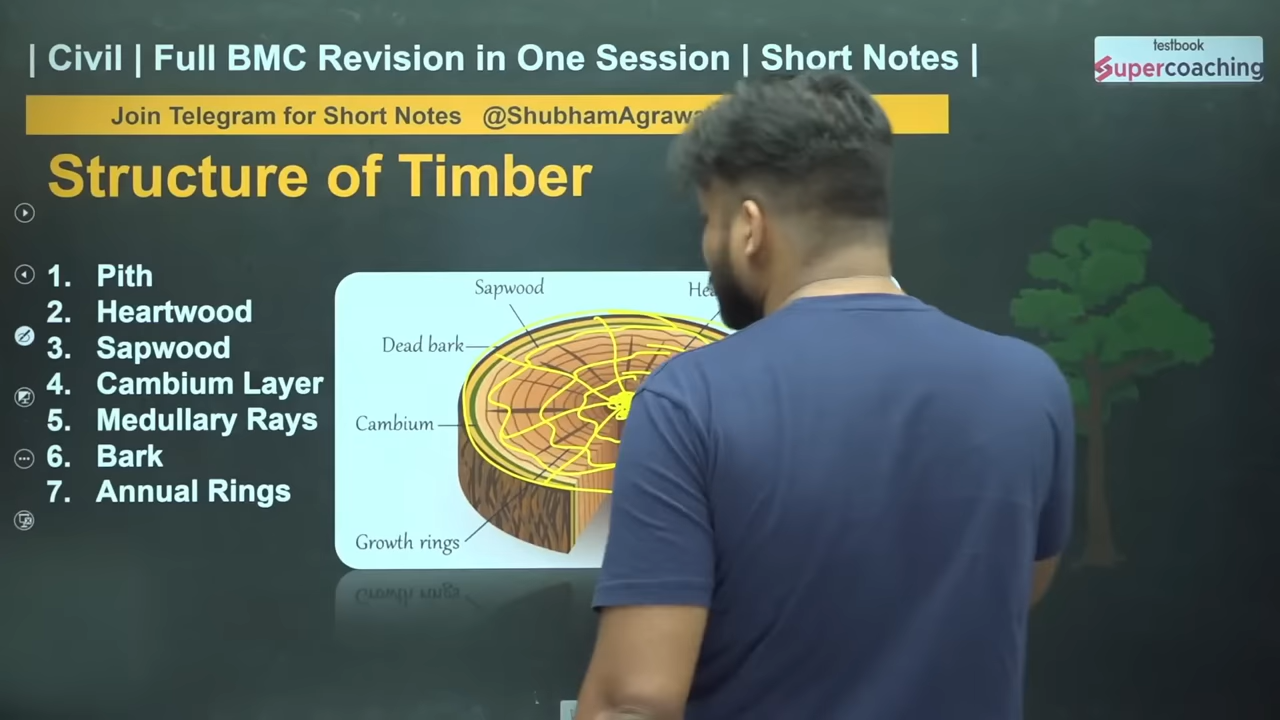 | Civil | Full BMC Revision in One Session | Short Notes |
testbook
Supercoaching
Join Telegram for Short Notes @ShubhamAgrawa
Structure of Timber
1. Pith
2. Heartwood
3. Sapwood
4. Cambium Layer
5. Medullary Rays
6. Bark
7. Annual Rings
Sapwood
Dead bark
Cambium
Growth rings